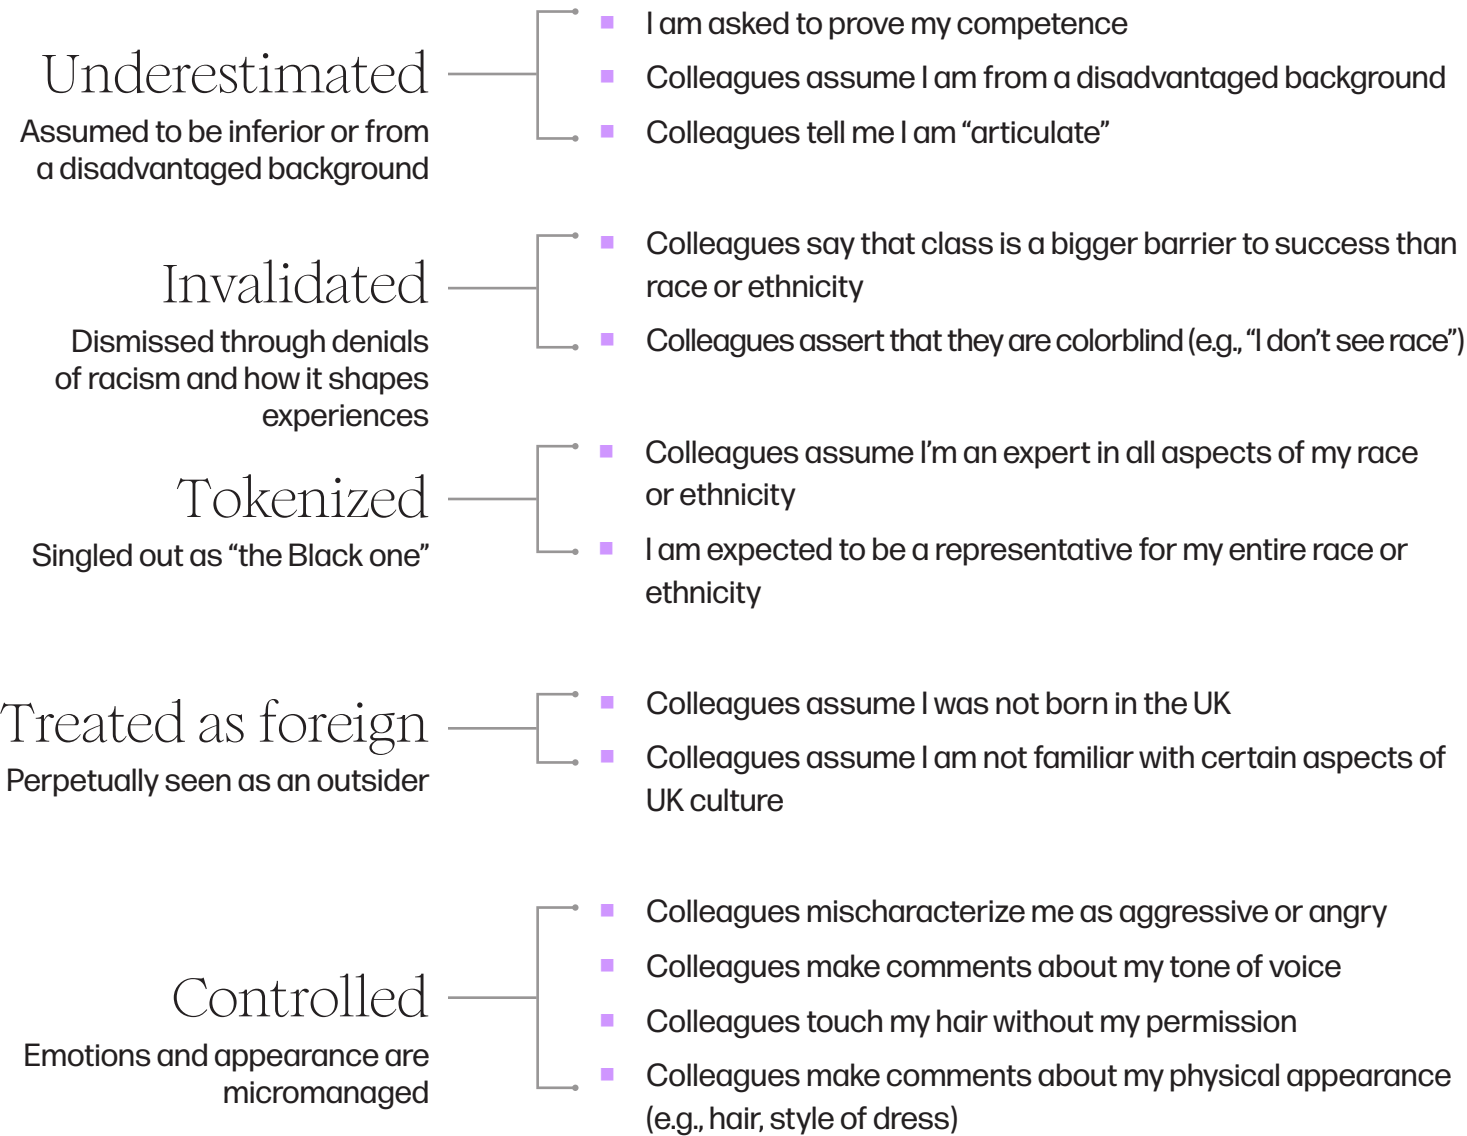 Underestimated
Assumed to be inferior or from
a disadvantaged background
I am asked to prove my competence
Colleagues assume I am from a disadvantaged background
Colleagues tell me I am “articulate”
Invalidated
Dismissed through denials
of racism and how it shapes
experiences
Colleagues say that class is a bigger barrier to success than
race or ethnicity
Colleagues assert that they are colorblind (e.g., “I don’t see race”)
Tokenized
Singled out as “the Black one”
Colleagues assume I’m an expert in all aspects of my race
or ethnicity
I am expected to be a representative for my entire race or
ethnicity
Treated as foreign
Perpetually seen as an outsider
Colleagues assume I was not born in the UK
Colleagues assume I am not familiar with certain aspects of
UK culture
Controlled
Emotions and appearance are
micromanaged
Colleagues mischaracterize me as aggressive or angry
Colleagues make comments about my tone of voice
Colleagues touch my hair without my permission
Colleagues make comments about my physical appearance
(e.g., hair, style of dress)